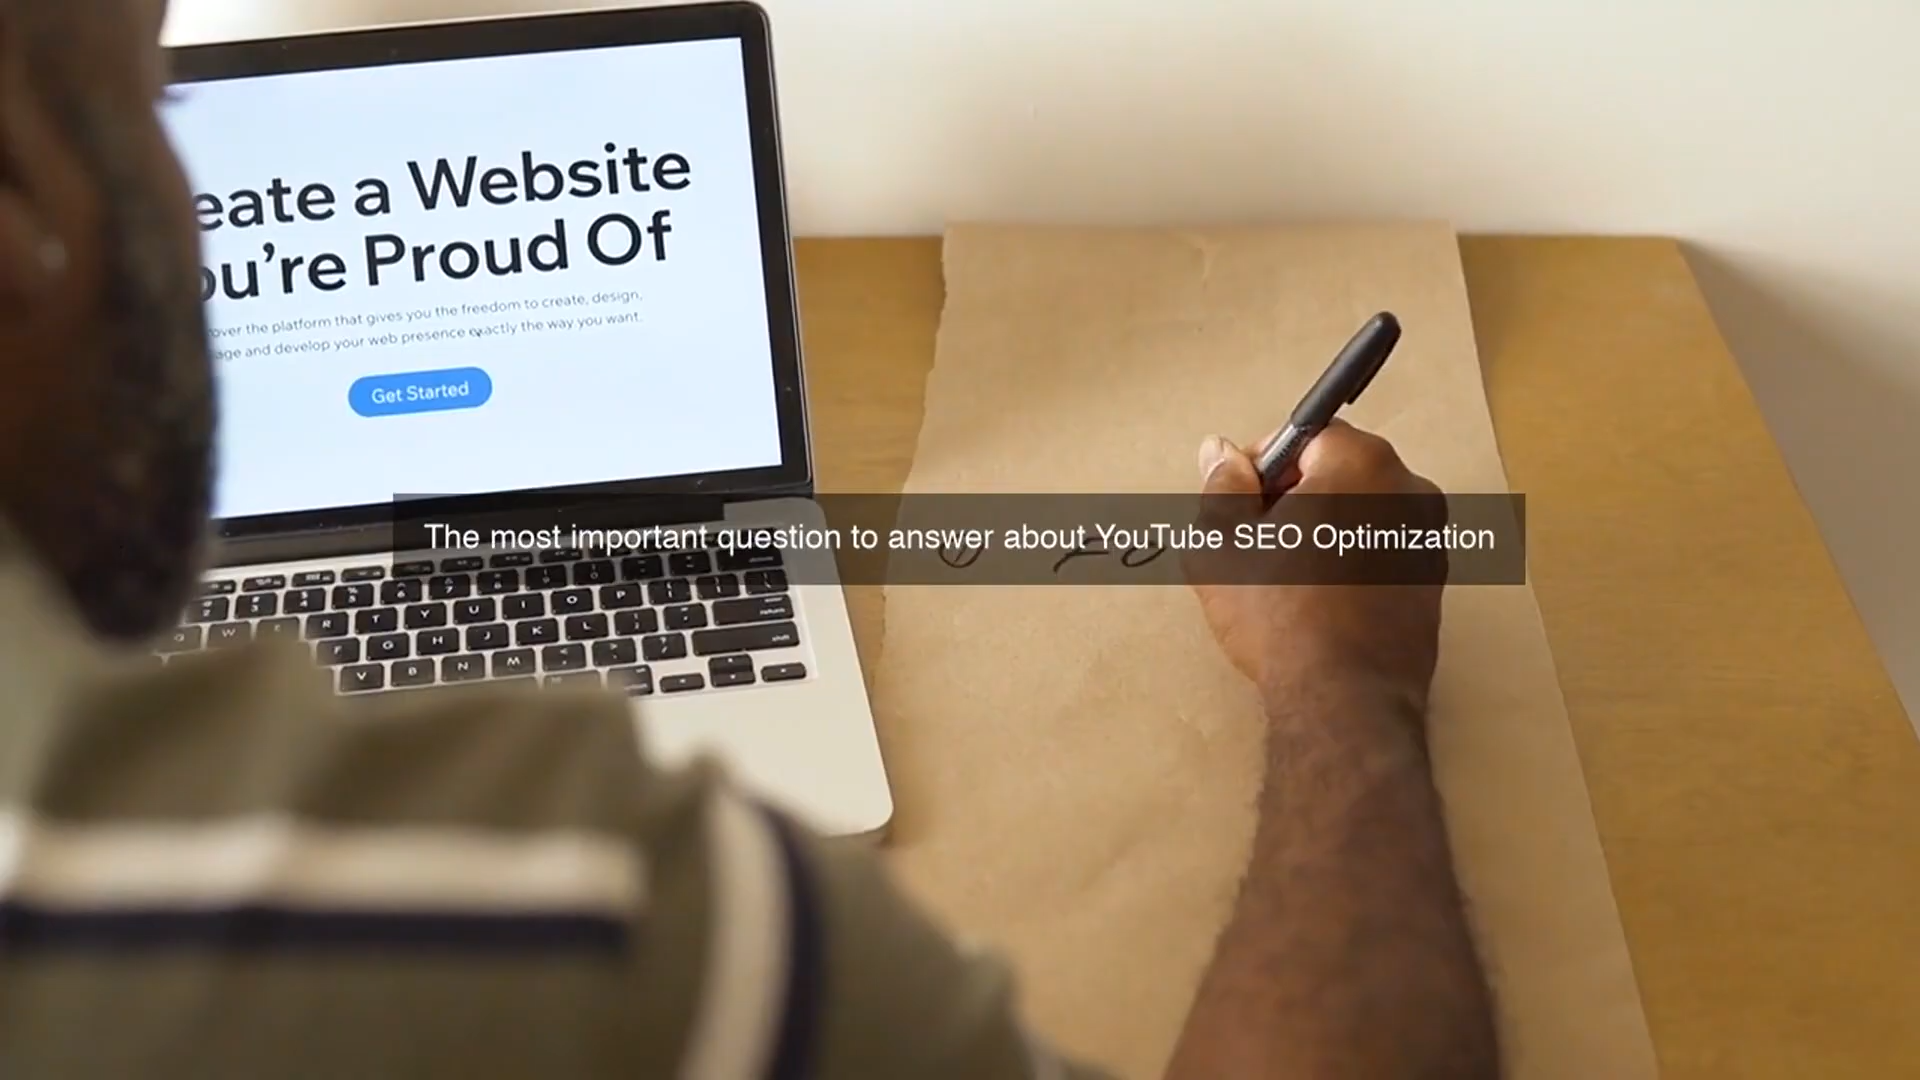 eate a Website
ou're Proud Of
over the platform that gives you the freedom to create, design,
age and develop your web presence exactly the way you want.
Get Started
The most important question to answer about YouTube SEO Optimization